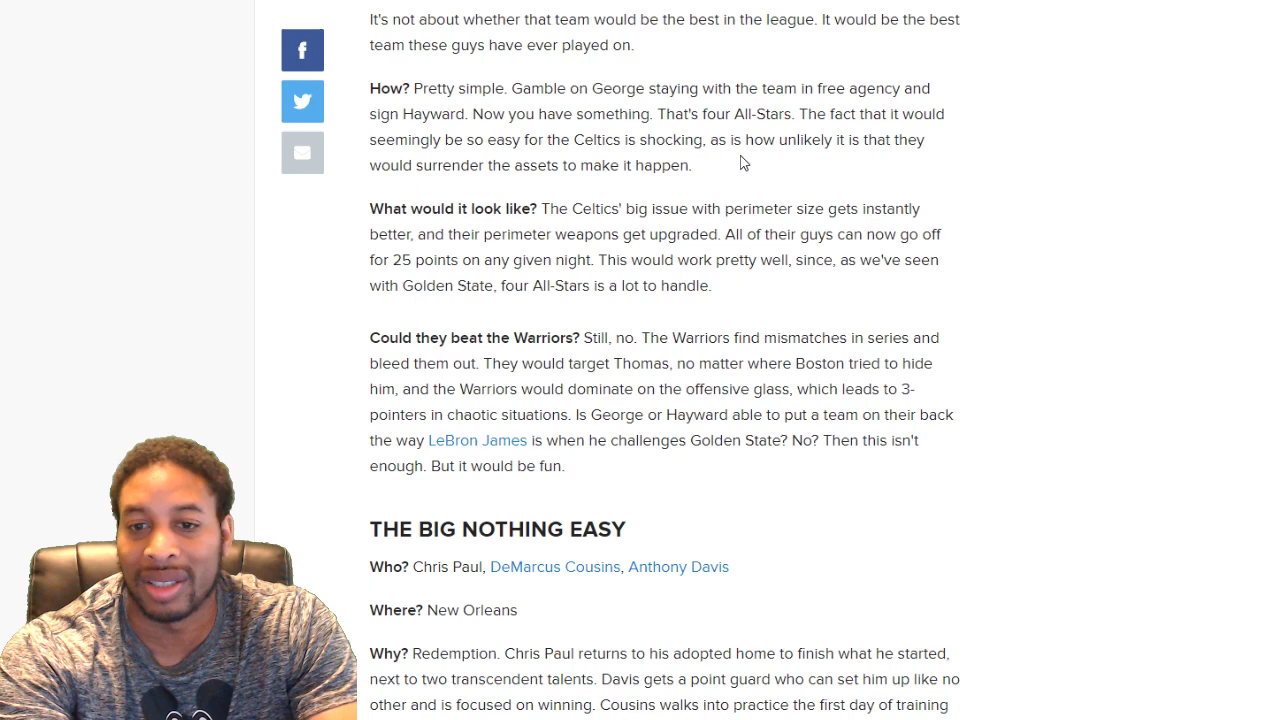 It's not about whether that team would be the best in the league. It would be the best
team these guys have ever played on.
How? Pretty simple. Gamble on George staying with the team in free agency and
sign Hayward. Now you have something. That's four All-Stars. The fact that it would
seemingly be so easy for the Celtics is shocking, as is how unlikely it is that they
would surrender the assets to make it happen.
What would it look like? The Celtics' big issue with perimeter size gets instantly
better, and their perimeter weapons get upgraded. All of their guys can now go off
for 25 points on any given night. This would work pretty well, since, as we've seen
with Golden State, four All-Stars is a lot to handle.
Could they beat the Warriors? Still, no. The Warriors find mismatches in series and
bleed them out. They would target Thomas, no matter where Boston tried to hide
him, and the Warriors would dominate on the offensive glass, which leads to 3-
pointers in chaotic situations. Is George or Hayward able to put a team on their back
the way LeBron James is when he challenges Golden State? No? Then this isn't
enough. But it would be fun.
THE BIG NOTHING EASY
Who? Chris Paul, DeMarcus Cousins, Anthony Davis
Where? New Orleans
Why? Redemption. Chris Paul returns to his adopted home to finish what he started,
next to two transcendent talents. Davis gets a point guard who can set him up like no
other and is focused on winning. Cousins walks into practice the first day of training